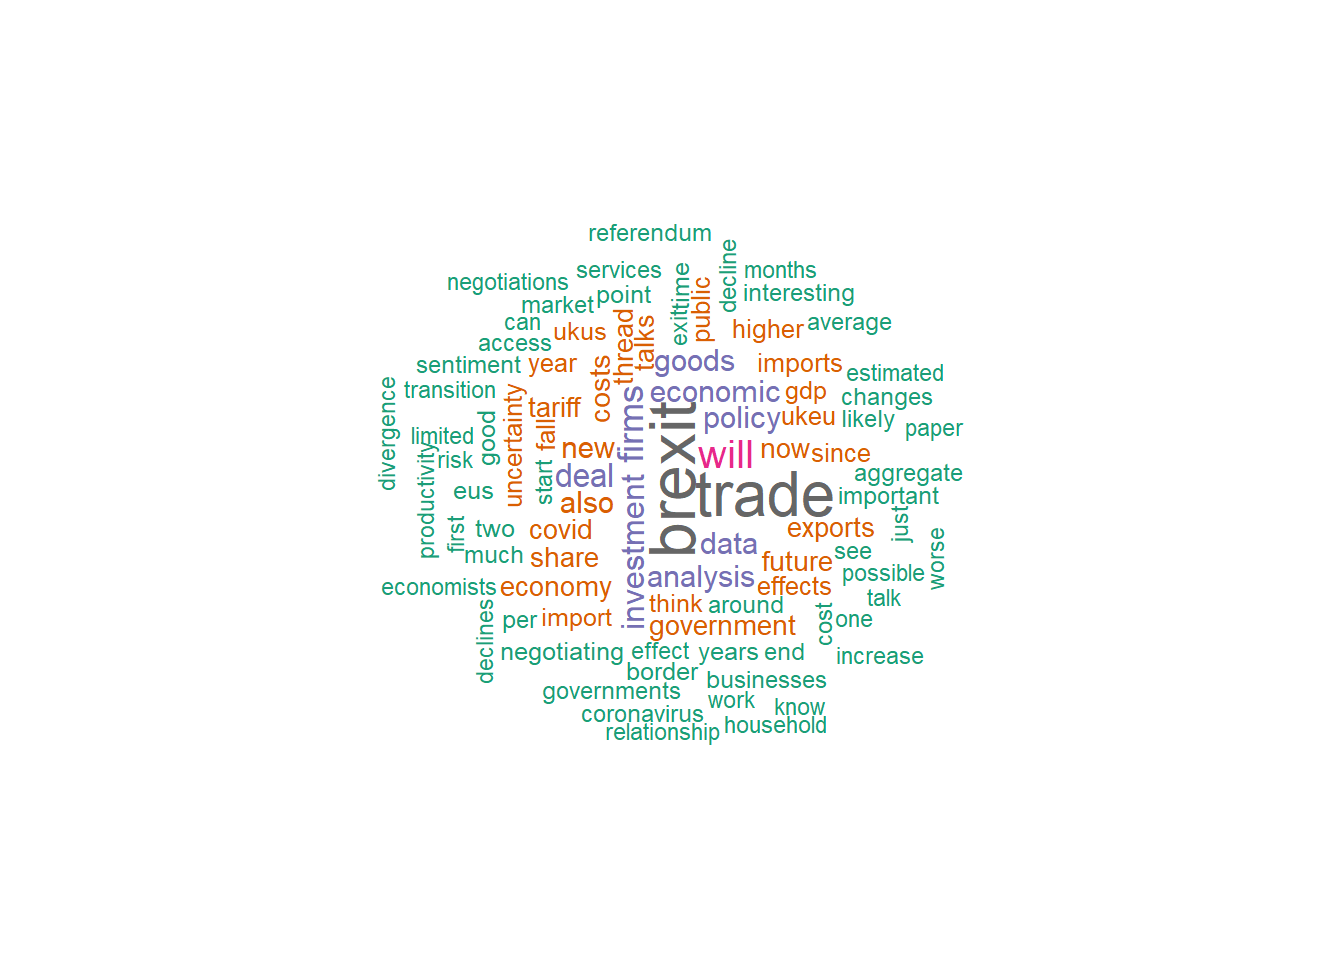 referendum
services
negotiations
market
point
exit
time
public
decline
months
interesting
can
ukus
access
thread
talks
higher
average
sentiment
year
costs
goods
imports
estimated
transition
tariff
economic
gdp
changes
divergence
uncertainty
policy
ukeu
likely
paper
limited
good
fall
firms
brexit
new
will
now
since
productivity
risk
start
deal
trade
aggregate
eus
also
important
first
two
covid
investment
data
exports
just
much
share
analysis
future
see
worse
economists
economy
effects
possible
declines
per
import
think
around
talk
government
cost
one
negotiating
effect
years
end
increase
border
governments
businesses
coronavirus
work
know
relationship
household